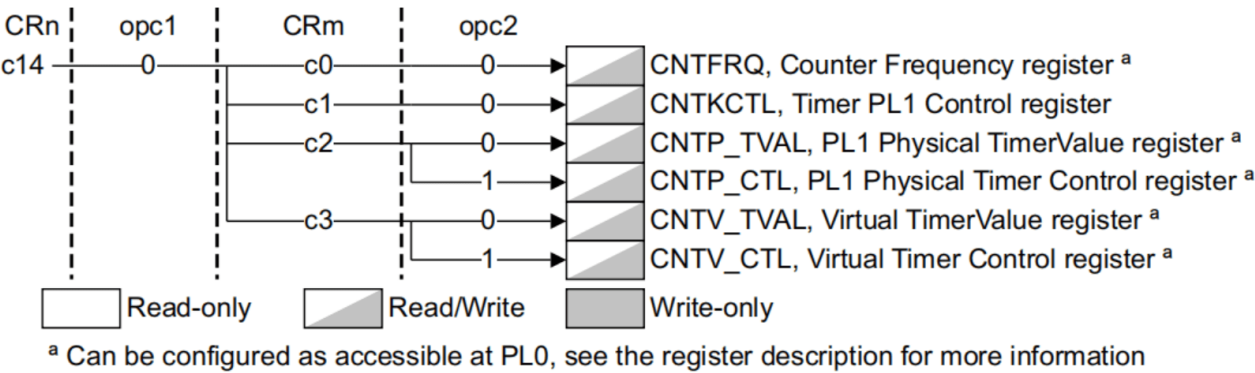 CRn opc1 CRm opc2
c14 0 c0 0 CNTFRQ, Counter Frequency register ª
c1 0 CNTKCTL, Timer PL1 Control register
c2 0 CNTP_TVAL, PL1 Physical TimerValue register ª
1 CNTP_CTL, PL1 Physical Timer Control register ª
c3 0 CNTV_TVAL, Virtual TimerValue register ª
1 CNTV_CTL, Virtual Timer Control register ª
Read-only Read/Write Write-only
ª Can be configured as accessible at PL0, see the register description for more information